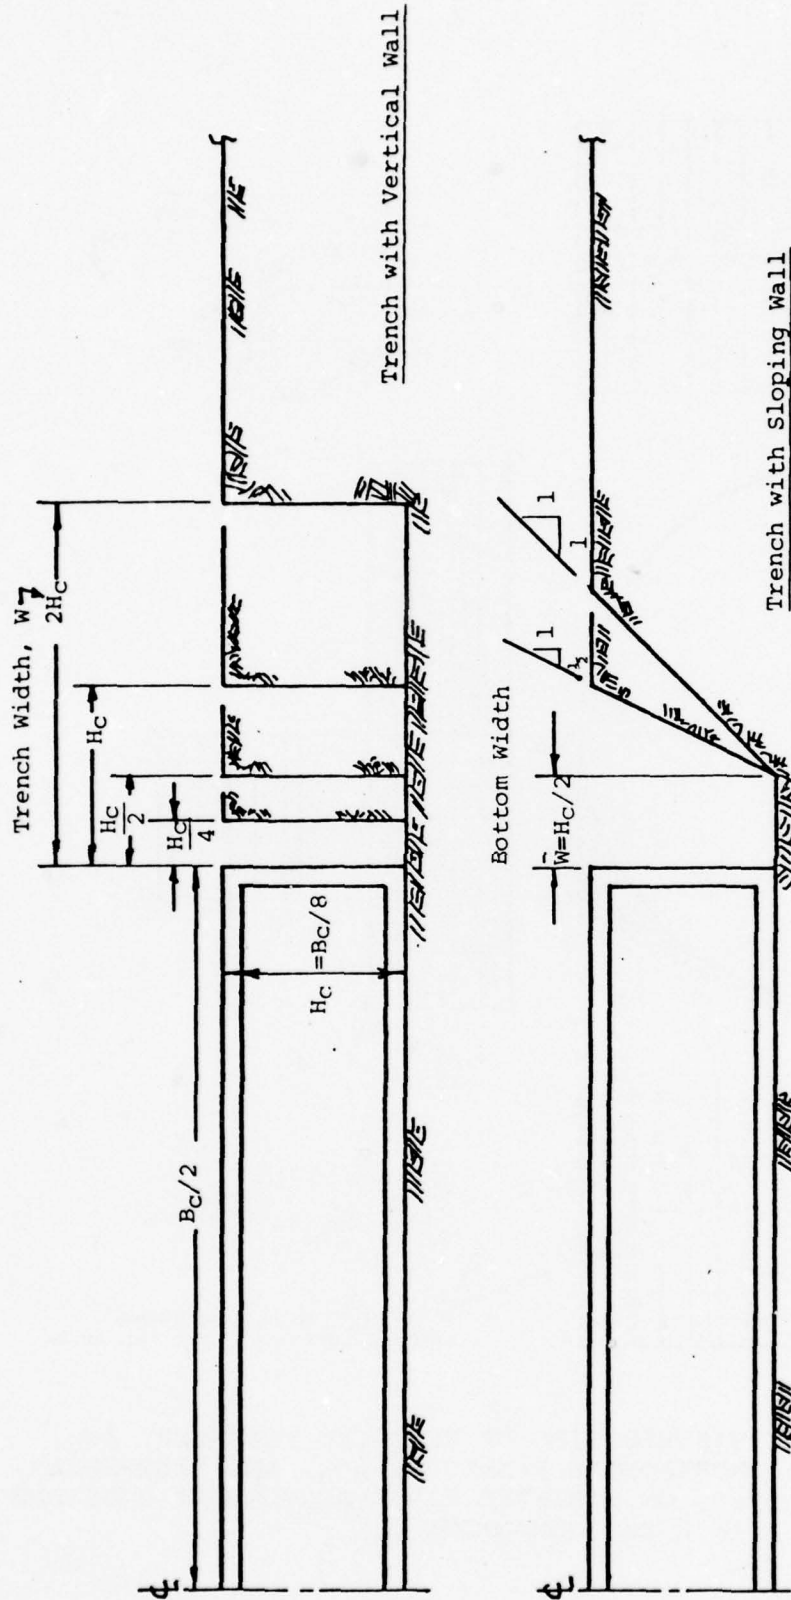 Trench Width, W
2Hc
Hc
Hc
2
Hc
4
Bc/2
Hc =Bc/8
Trench with Vertical Wall
Bottom Width
W=Hc/2
1
½
1
1
Trench with Sloping Wall
℄
℄